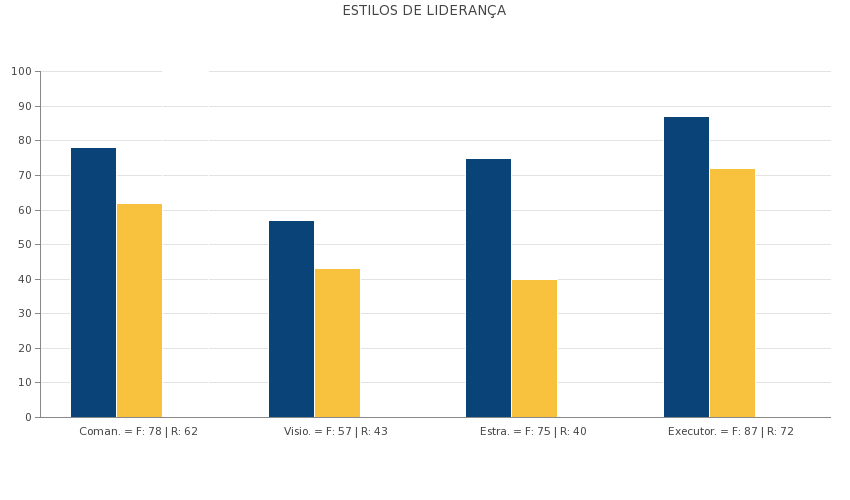 ESTILOS DE LIDERANÇA
100
90
80
70
60
50
40
30
20
10
0
Coman. = F: 78 | R: 62
Visio. = F: 57 | R: 43
Estra. = F: 75 | R: 40
Executor. = F: 87 | R: 72